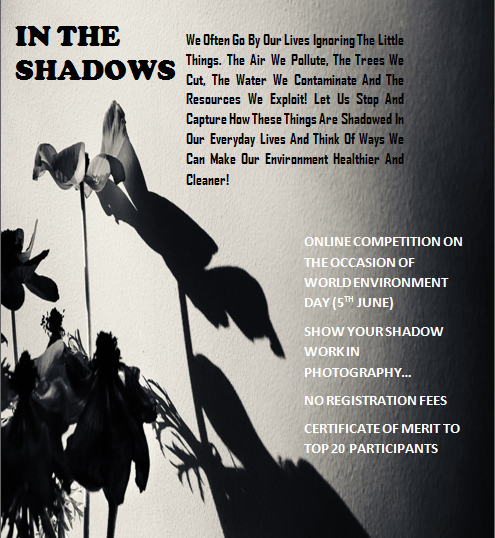 IN THE
SHADOWS
We Often Go By Our Lives Ignoring The Little
Things. The Air We Pollute, The Trees We
Cut, The Water We Contaminate And The
Resources We Exploit! Let Us Stop And
Capture How These Things Are Shadowed In
Our Everyday Lives And Think Of Ways We
Can Make Our Environment Healthier And
Cleaner!
ONLINE COMPETITION ON
THE OCCASION OF
WORLD ENVIRONMENT
DAY (5TH JUNE)
SHOW YOUR SHADOW
WORK IN
PHOTOGRAPHY...
NO REGISTRATION FEES
CERTIFICATE OF MERIT TO
TOP 20 PARTICIPANTS